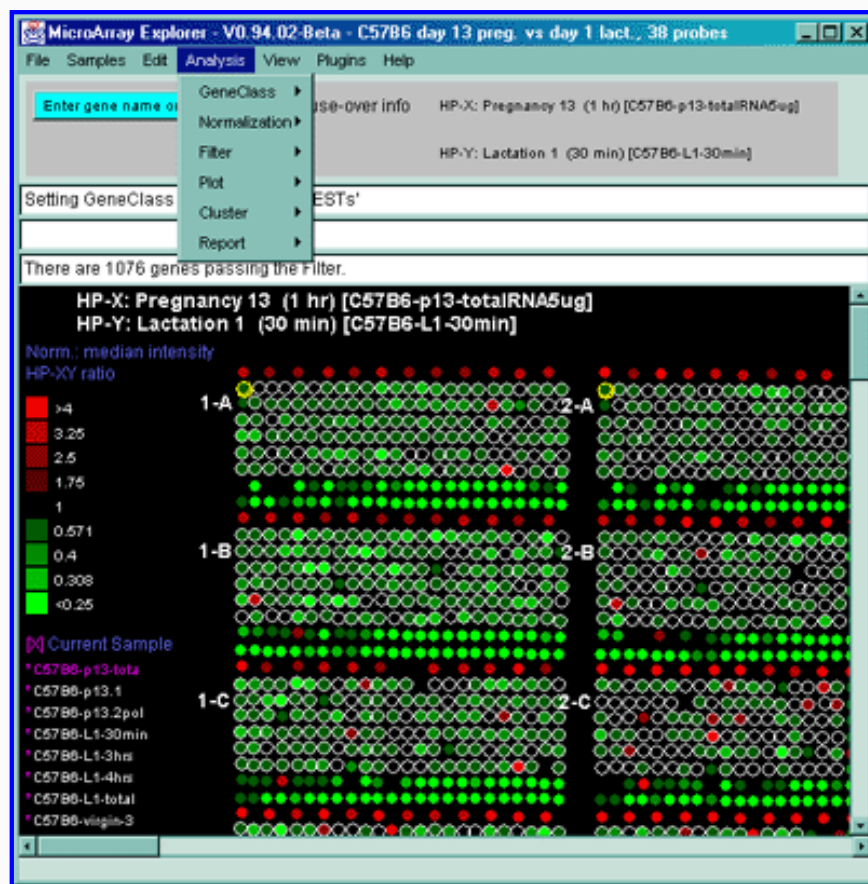 MicroArray Explorer - V0.94.02-Beta - C57B6 day 13 preg. vs day 1 lact., 38 probes
File Samples Edit Analysis View Plugins Help
GeneClass
Normalization
Filter
Plot
Cluster
Report
Enter gene name or
use-over info
HP-X: Pregnancy 13 (1 hr) [C57B6-p13-totalRNA5ug]
HP-Y: Lactation 1 (30 min) [C57B6-L1-30min]
Setting GeneClass ESTs'
There are 1076 genes passing the Filter.
HP-X: Pregnancy 13 (1 hr) [C57B6-p13-totalRNA5ug]
HP-Y: Lactation 1 (30 min) [C57B6-L1-30min]
Norm.: median intensity
HP-XY ratio
>4
3.25
2.5
1.75
1
0.571
0.4
0.308
<0.25
1-A
2-A
1-B
2-B
1-C
2-C
[X] Current Sample
*C57B6-p13-tota
*C57B6-p13.1
*C57B6-p13.2pol
*C57B6-L1-30min
*C57B6-L1-3hrs
*C57B6-L1-4hrs
*C57B6-L1-total
*C57B6-virgin-3